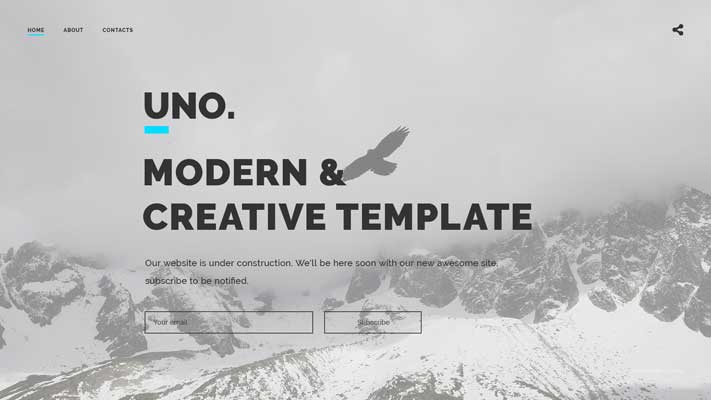 HOME ABOUT CONTACTS
UNO.
MODERN &
CREATIVE TEMPLATE
Our website is under construction. We'll be here soon with our new awesome site,
subscribe to be notified.
Your email Subscribe